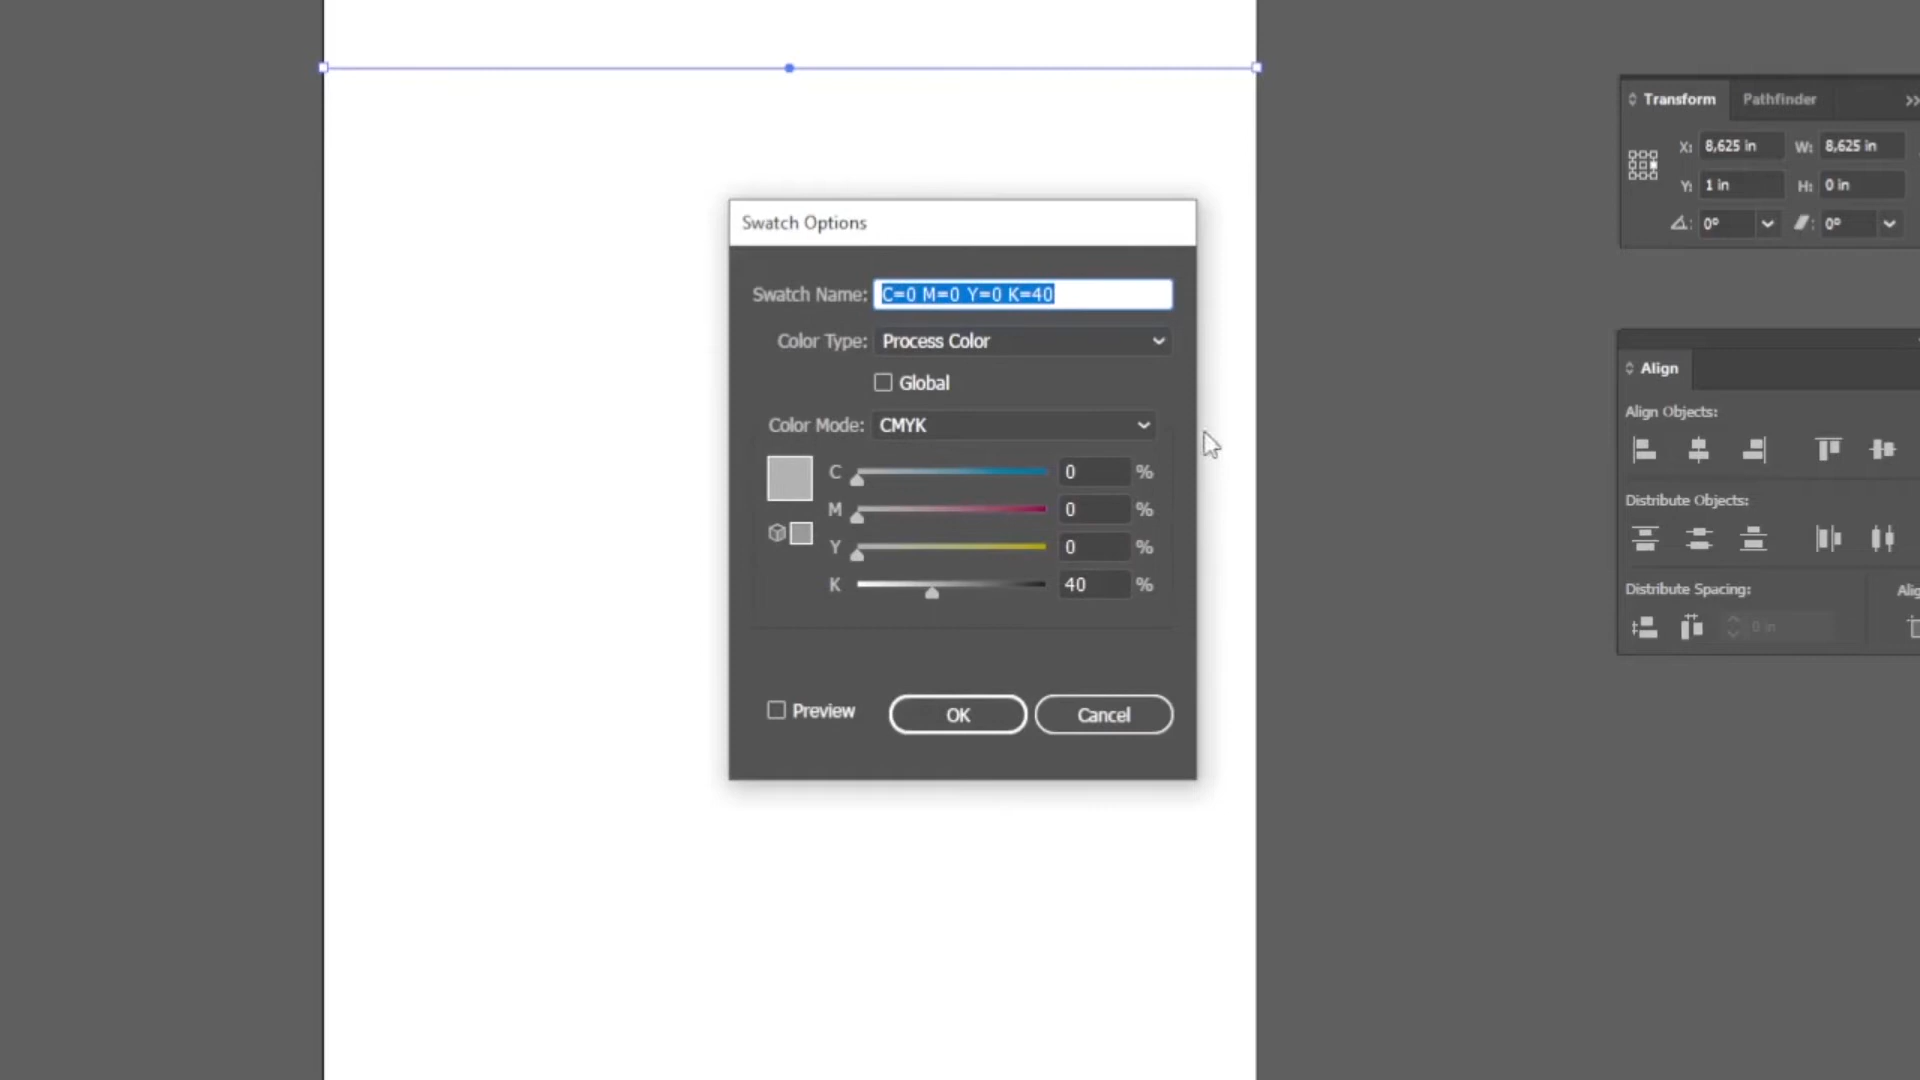 Transform Pathfinder
X: 8,625 in W: 8,625 in
Y: 1 in H: 0 in
0° 0°
Swatch Options
Swatch Name: C=0 M=0 Y=0 K=40
Color Type: Process Color
Global
Color Mode: CMYK
C 0 %
M 0 %
Y 0 %
K 40 %
Preview OK Cancel
Align
Align Objects:
Distribute Objects:
Distribute Spacing:
0 in